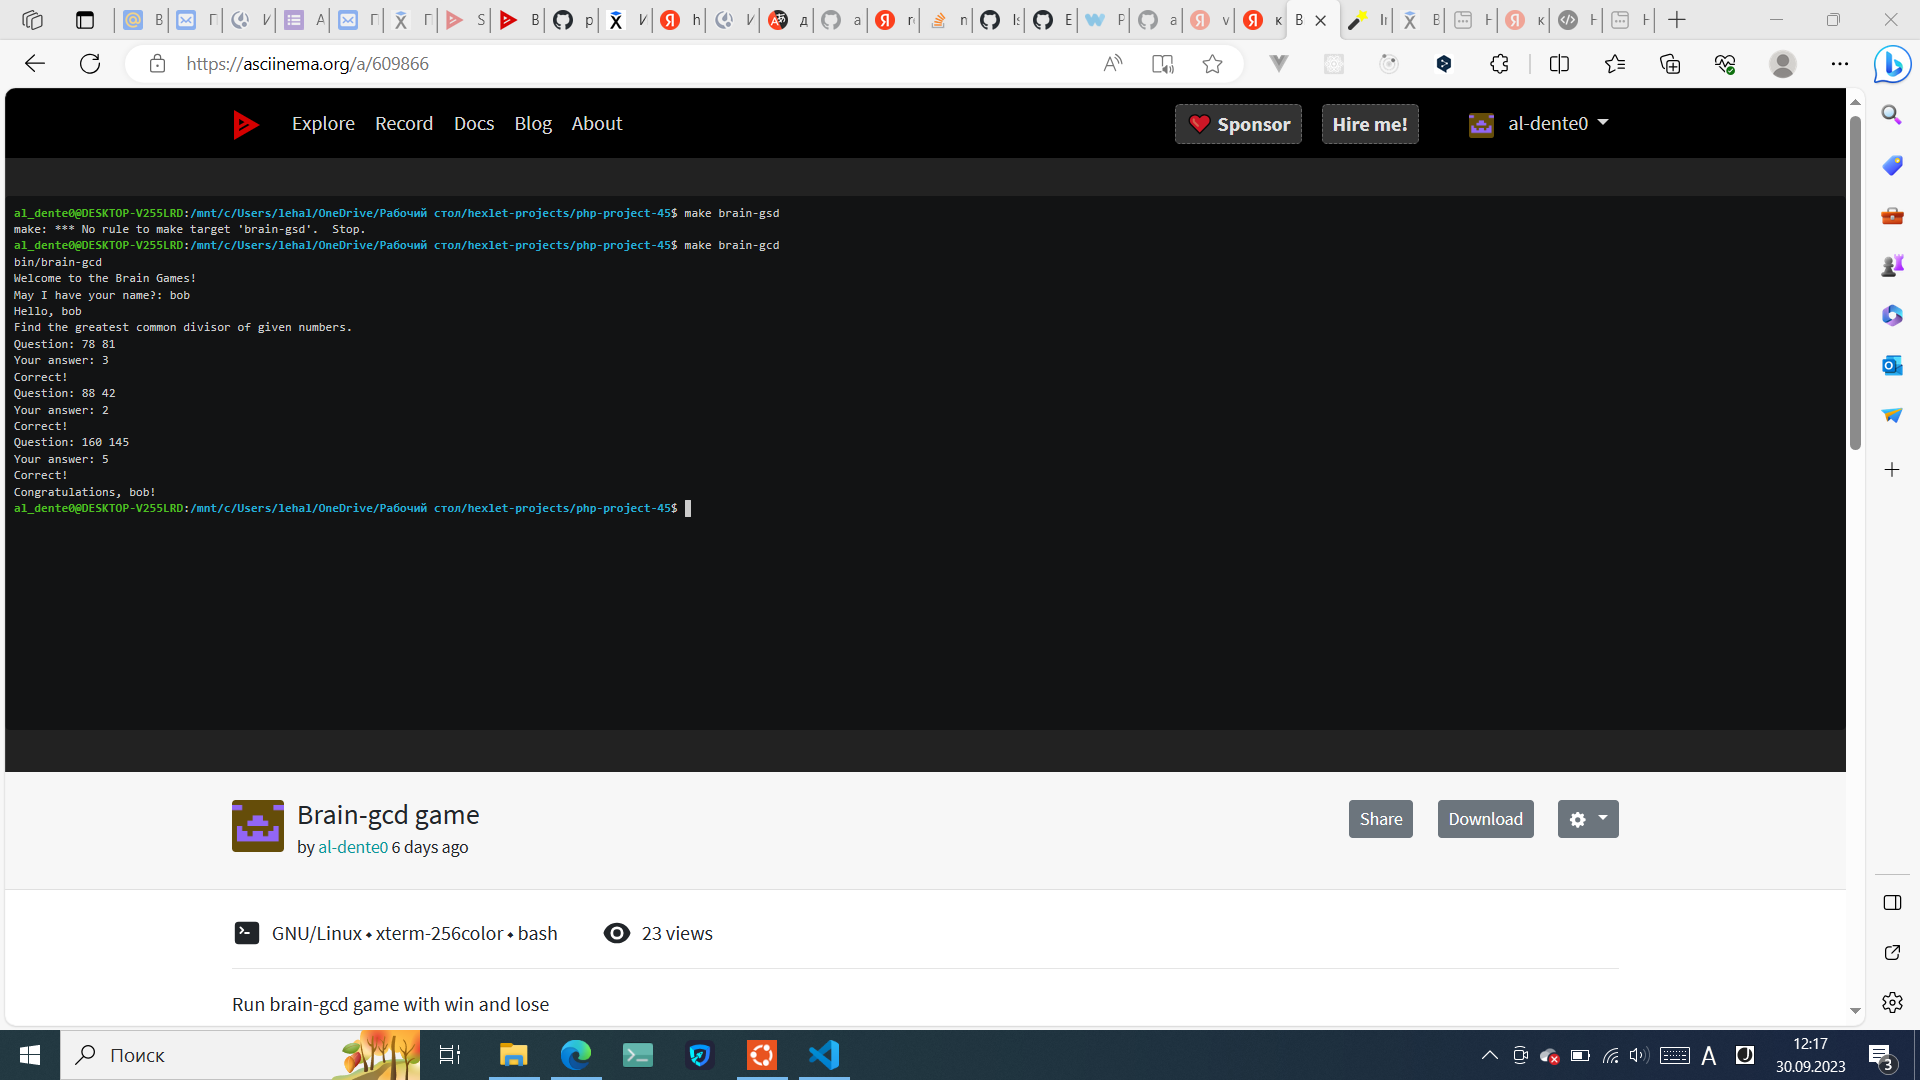 https://asciinema.org/a/609866
Explore Record Docs Blog About
Sponsor Hire me! al-dente0
al_dente0@DESKTOP-V255LRD:/mnt/c/Users/lehal/OneDrive/Рабочий стол/hexlet-projects/php-project-45$ make brain-gsd
make: *** No rule to make target 'brain-gsd'.  Stop.
al_dente0@DESKTOP-V255LRD:/mnt/c/Users/lehal/OneDrive/Рабочий стол/hexlet-projects/php-project-45$ make brain-gcd
bin/brain-gcd
Welcome to the Brain Games!
May I have your name?: bob
Hello, bob
Find the greatest common divisor of given numbers.
Question: 78 81
Your answer: 3
Correct!
Question: 88 42
Your answer: 2
Correct!
Question: 160 145
Your answer: 5
Correct!
Congratulations, bob!
al_dente0@DESKTOP-V255LRD:/mnt/c/Users/lehal/OneDrive/Рабочий стол/hexlet-projects/php-project-45$
Brain-gcd game
by al-dente0 6 days ago
Share Download
GNU/Linux ⬩ xterm-256color ⬩ bash
23 views
Run brain-gcd game with win and lose
Поиск
12:17
30.09.2023
3